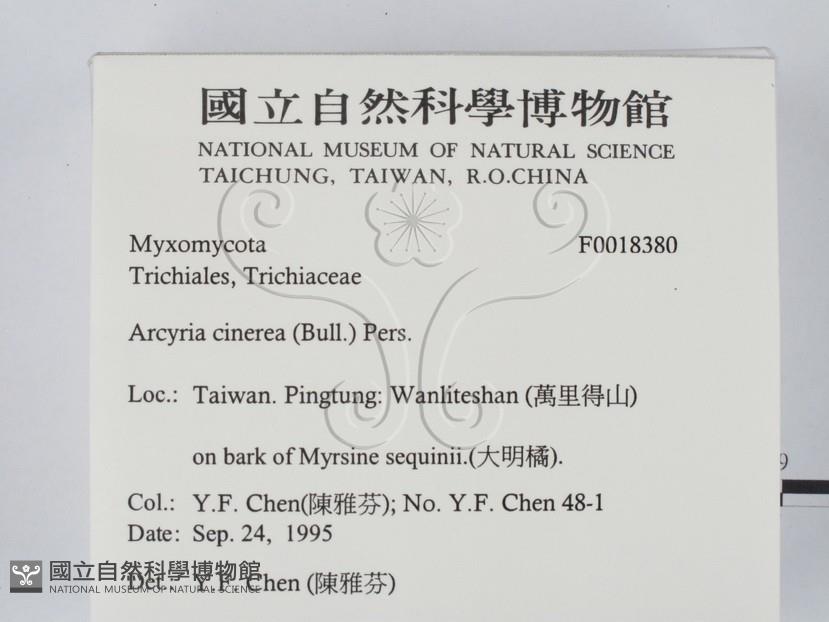 國立自然科學博物館
NATIONAL MUSEUM OF NATURAL SCIENCE
TAICHUNG, TAIWAN, R.O.CHINA
Myxomycota F0018380
Trichiales, Trichiaceae
Arcyria cinerea (Bull.) Pers.
Loc.: Taiwan. Pingtung: Wanliteshan (萬里得山)
on bark of Myrsine sequinii.(大明橘).
9
Col.: Y.F. Chen(陳雅芬); No. Y.F. Chen 48-1
Date: Sep. 24, 1995
Det.: Y.F. Chen (陳雅芬)
國立自然科學博物館
NATIONAL MUSEUM OF NATURAL SCIENCE